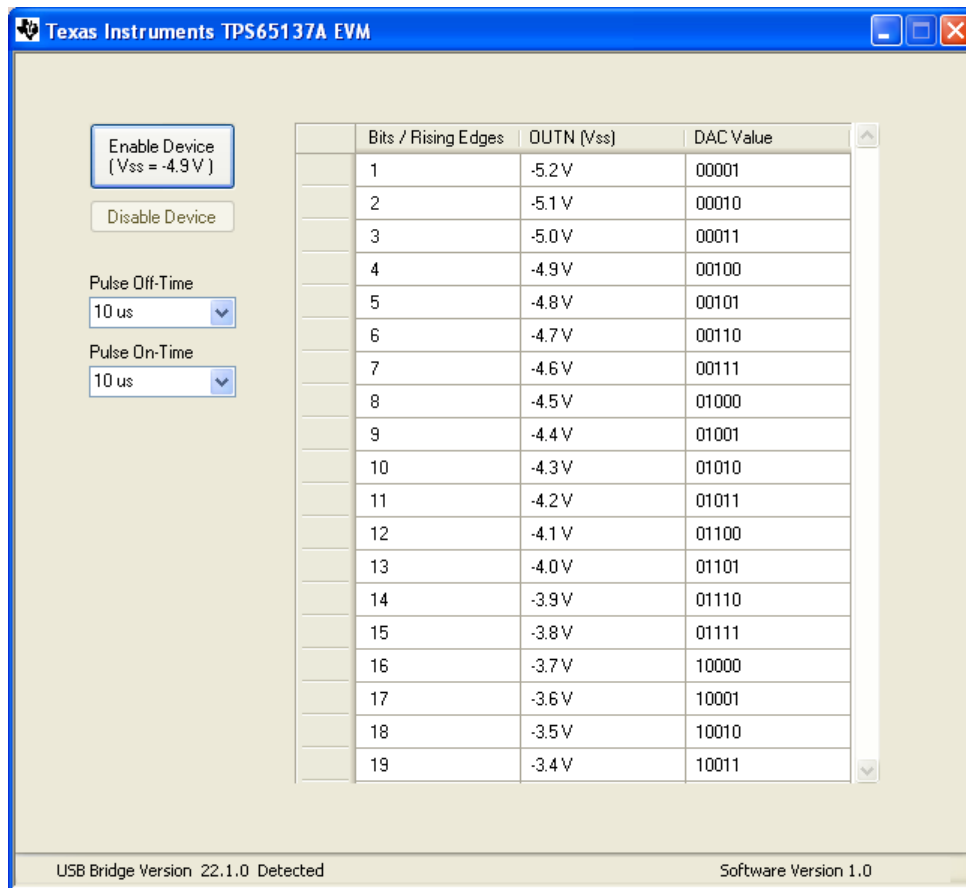 Texas Instruments TPS65137A EVM
Enable Device
( Vss = -4.9 V )
Disable Device
Pulse Off-Time
10 us
Pulse On-Time
10 us
Bits / Rising Edges OUTN (Vss) DAC Value
1 -5.2 V 00001
2 -5.1 V 00010
3 -5.0 V 00011
4 -4.9 V 00100
5 -4.8 V 00101
6 -4.7 V 00110
7 -4.6 V 00111
8 -4.5 V 01000
9 -4.4 V 01001
10 -4.3 V 01010
11 -4.2 V 01011
12 -4.1 V 01100
13 -4.0 V 01101
14 -3.9 V 01110
15 -3.8 V 01111
16 -3.7 V 10000
17 -3.6 V 10001
18 -3.5 V 10010
19 -3.4 V 10011
USB Bridge Version 22.1.0 Detected
Software Version 1.0